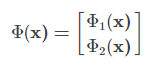 Φ(x) = [Φ₁(x)
Φ₂(x)]